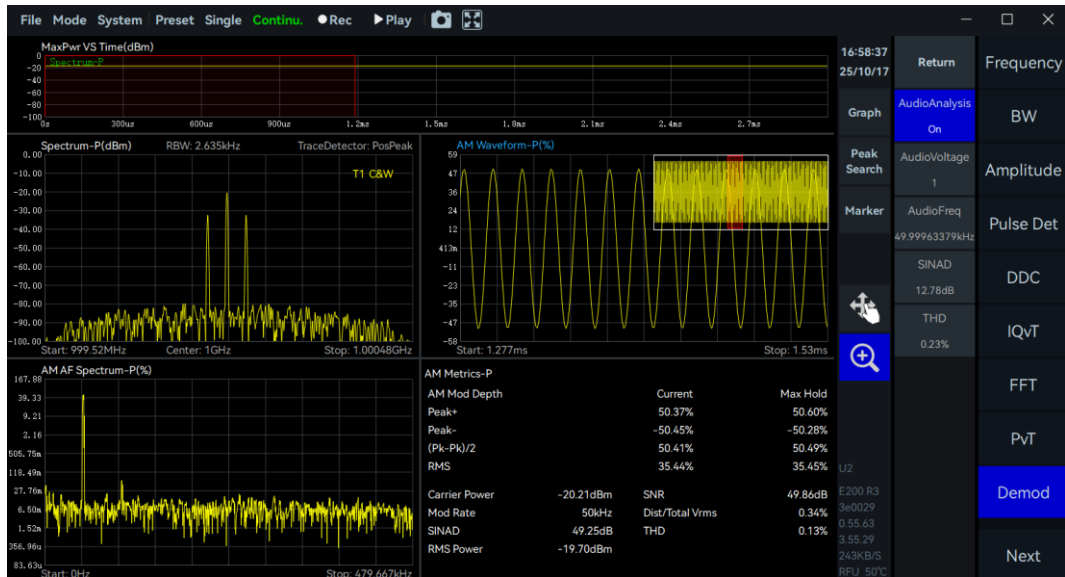 File Mode System Preset Single Continu. Rec Play
MaxPwr VS Time(dBm)
Spectrum-P
0
-20
-40
-60
-80
-100
0s 300us 600us 900us 1.2ms 1.5ms 1.8ms 2.1ms 2.4ms 2.7ms
Spectrum-P(dBm) RBW: 2.635kHz TraceDetector: PosPeak
T1 C&W
0.00
-10.00
-20.00
-30.00
-40.00
-50.00
-60.00
-70.00
-80.00
-90.00
-100.00
Start: 999.52MHz Center: 1GHz Stop: 1.00048GHz
AM Waveform-P(%)
59
47
36
24
12
413m
-11
-23
-35
-47
-58
Start: 1.277ms Stop: 1.53ms
AM AF Spectrum-P(%)
167.88
39.33
9.21
2.16
505.75m
118.49m
27.76m
6.50m
1.52m
356.96u
83.63u
Start: 0Hz Stop: 479.667kHz
AM Metrics-P
AM Mod Depth Current Max Hold
Peak+ 50.37% 50.60%
Peak- -50.45% -50.28%
(Pk-Pk)/2 50.41% 50.49%
RMS 35.44% 35.45%
Carrier Power -20.21dBm SNR 49.86dB
Mod Rate 50kHz Dist/Total Vrms 0.34%
SINAD 49.25dB THD 0.13%
RMS Power -19.70dBm
16:58:37
25/10/17
Graph
Peak
Search
Marker
U2
E200 R3
3e0029
0.55.63
3.55.29
243KB/S
RFU 50°C
Return
AudioAnalysis
On
AudioVoltage
1
AudioFreq
49.99963379kHz
SINAD
12.78dB
THD
0.23%
Frequency
BW
Amplitude
Pulse Det
DDC
IQvT
FFT
PvT
Demod
Next